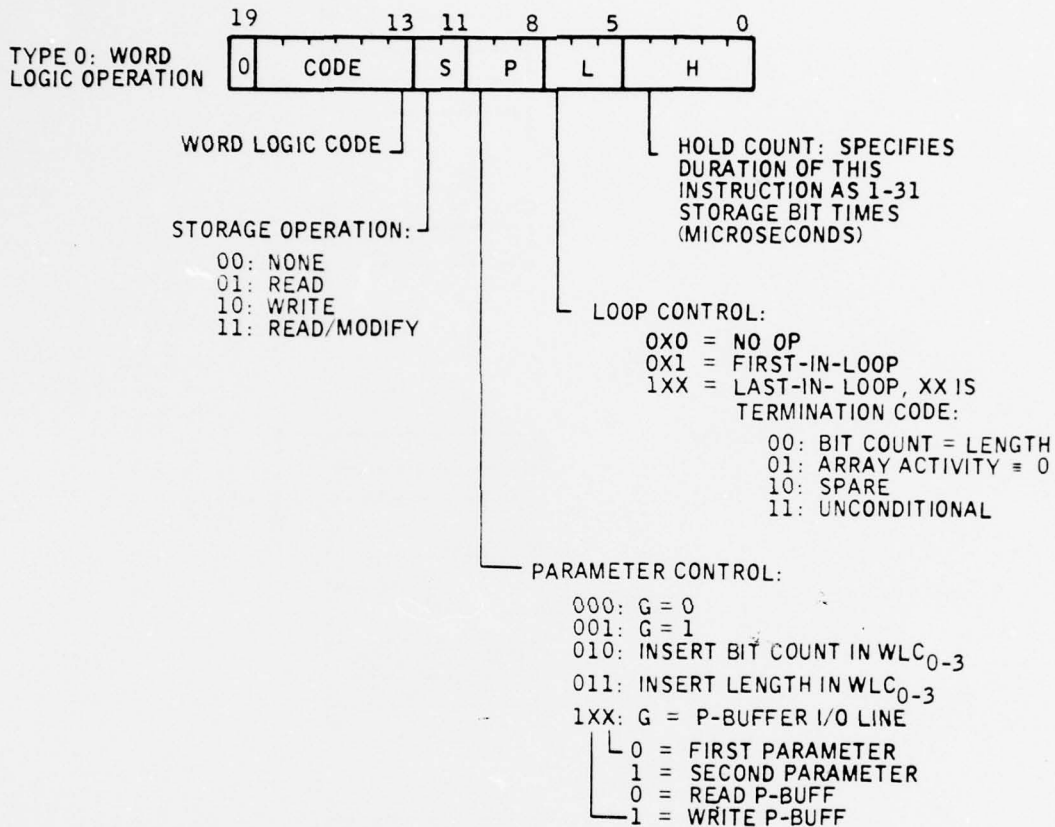 19 13 11 8 5 0
TYPE 0: WORD
LOGIC OPERATION
0 CODE S P L H
WORD LOGIC CODE
HOLD COUNT: SPECIFIES
DURATION OF THIS
INSTRUCTION AS 1-31
STORAGE BIT TIMES
(MICROSECONDS)
STORAGE OPERATION:
00: NONE
01: READ
10: WRITE
11: READ/MODIFY
LOOP CONTROL:
0X0 = NO OP
0X1 = FIRST-IN-LOOP
1XX = LAST-IN-LOOP, XX IS
TERMINATION CODE:
00: BIT COUNT = LENGTH
01: ARRAY ACTIVITY ≡ 0
10: SPARE
11: UNCONDITIONAL
PARAMETER CONTROL:
000: G = 0
001: G = 1
010: INSERT BIT COUNT IN WLC0-3
011: INSERT LENGTH IN WLC0-3
1XX: G = P-BUFFER I/O LINE
0 = FIRST PARAMETER
1 = SECOND PARAMETER
0 = READ P-BUFF
1 = WRITE P-BUFF